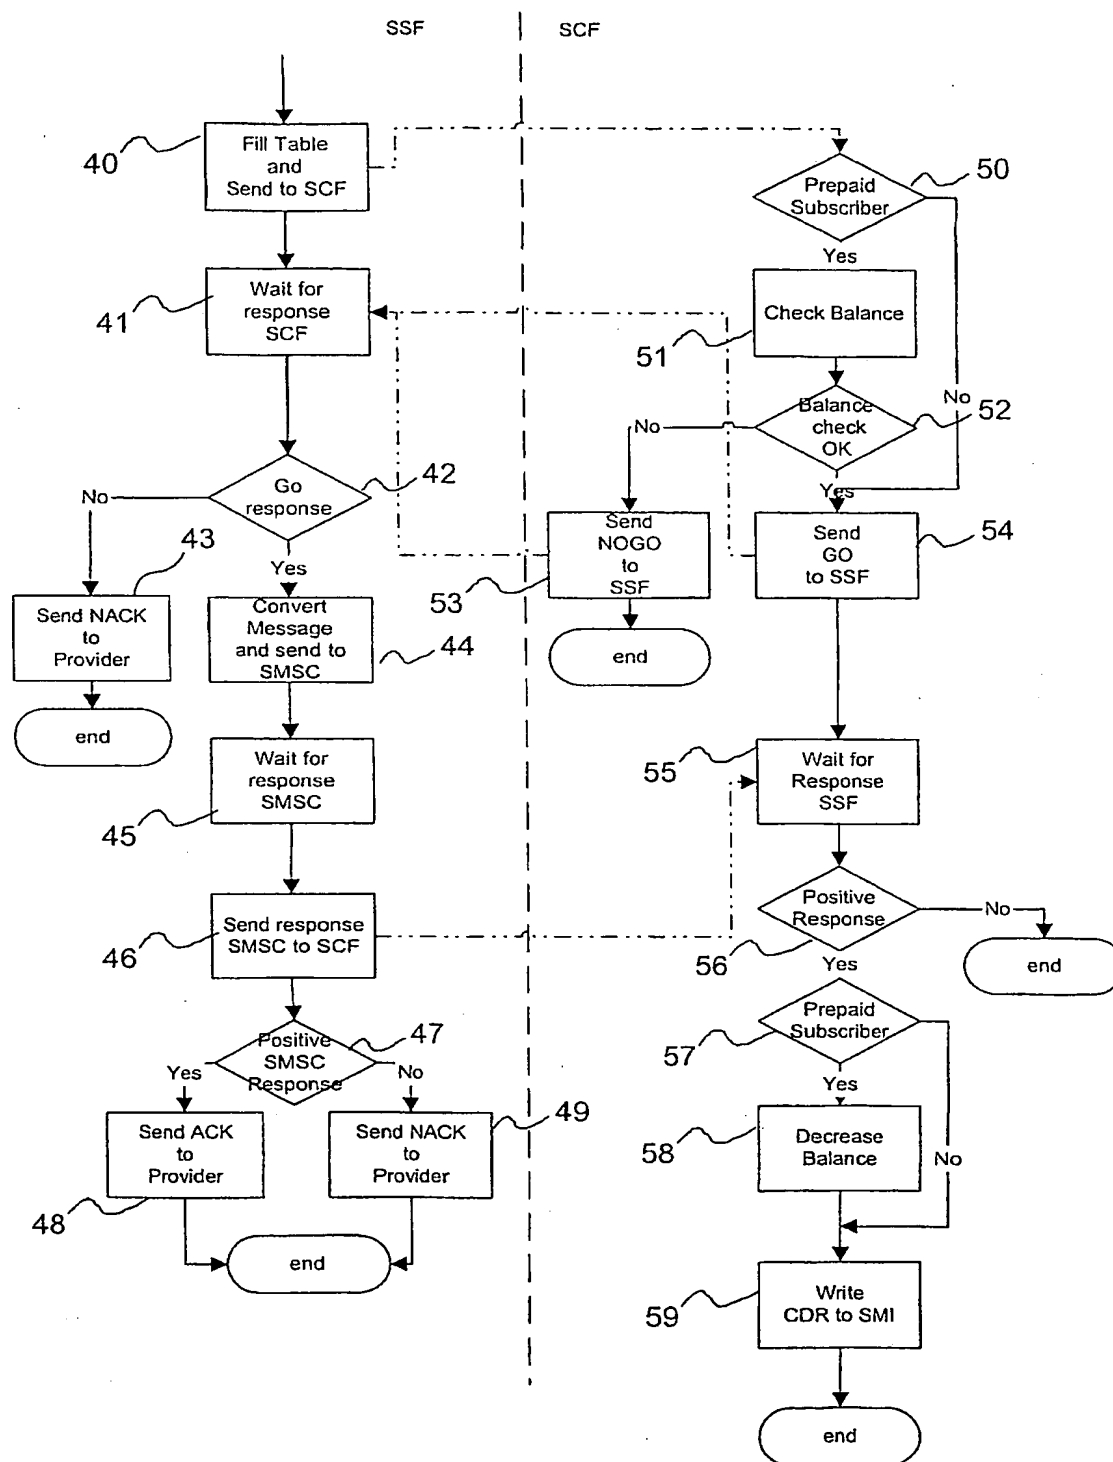 SSF
SCF
40
Fill Table
and
Send to SCF
41
Wait for
response
SCF
42
Go
response
No
Yes
43
Send NACK
to
Provider
end
Convert
Message
and send to
SMSC
44
Wait for
response
SMSC
45
Send response
SMSC to SCF
46
Positive
SMSC
Response
47
Yes
No
Send ACK
to
Provider
48
Send NACK
to
Provider
49
end
Prepaid
Subscriber
50
Yes
No
Check Balance
51
Balance
check
OK
52
No
Yes
Send
NOGO
to
SSF
53
end
Send
GO
to SSF
54
55
Wait for
Response
SSF
Positive
Response
56
No
end
Yes
Prepaid
Subscriber
57
Yes
No
58
Decrease
Balance
59
Write
CDR to SMI
end